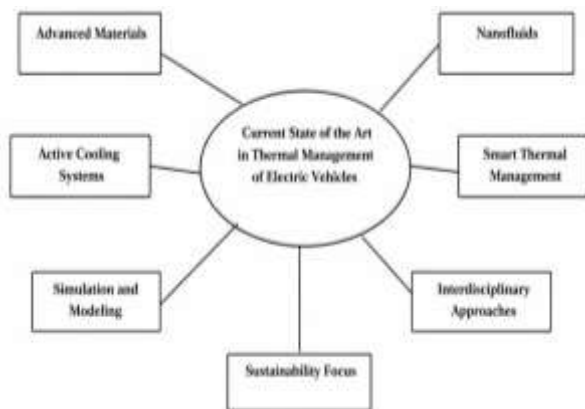 Advanced Materials
Nanofluids
Current State of the Art
in Thermal Management
of Electric Vehicles
Active Cooling
Systems
Smart Thermal
Management
Simulation and
Modeling
Interdisciplinary
Approaches
Sustainability Focus